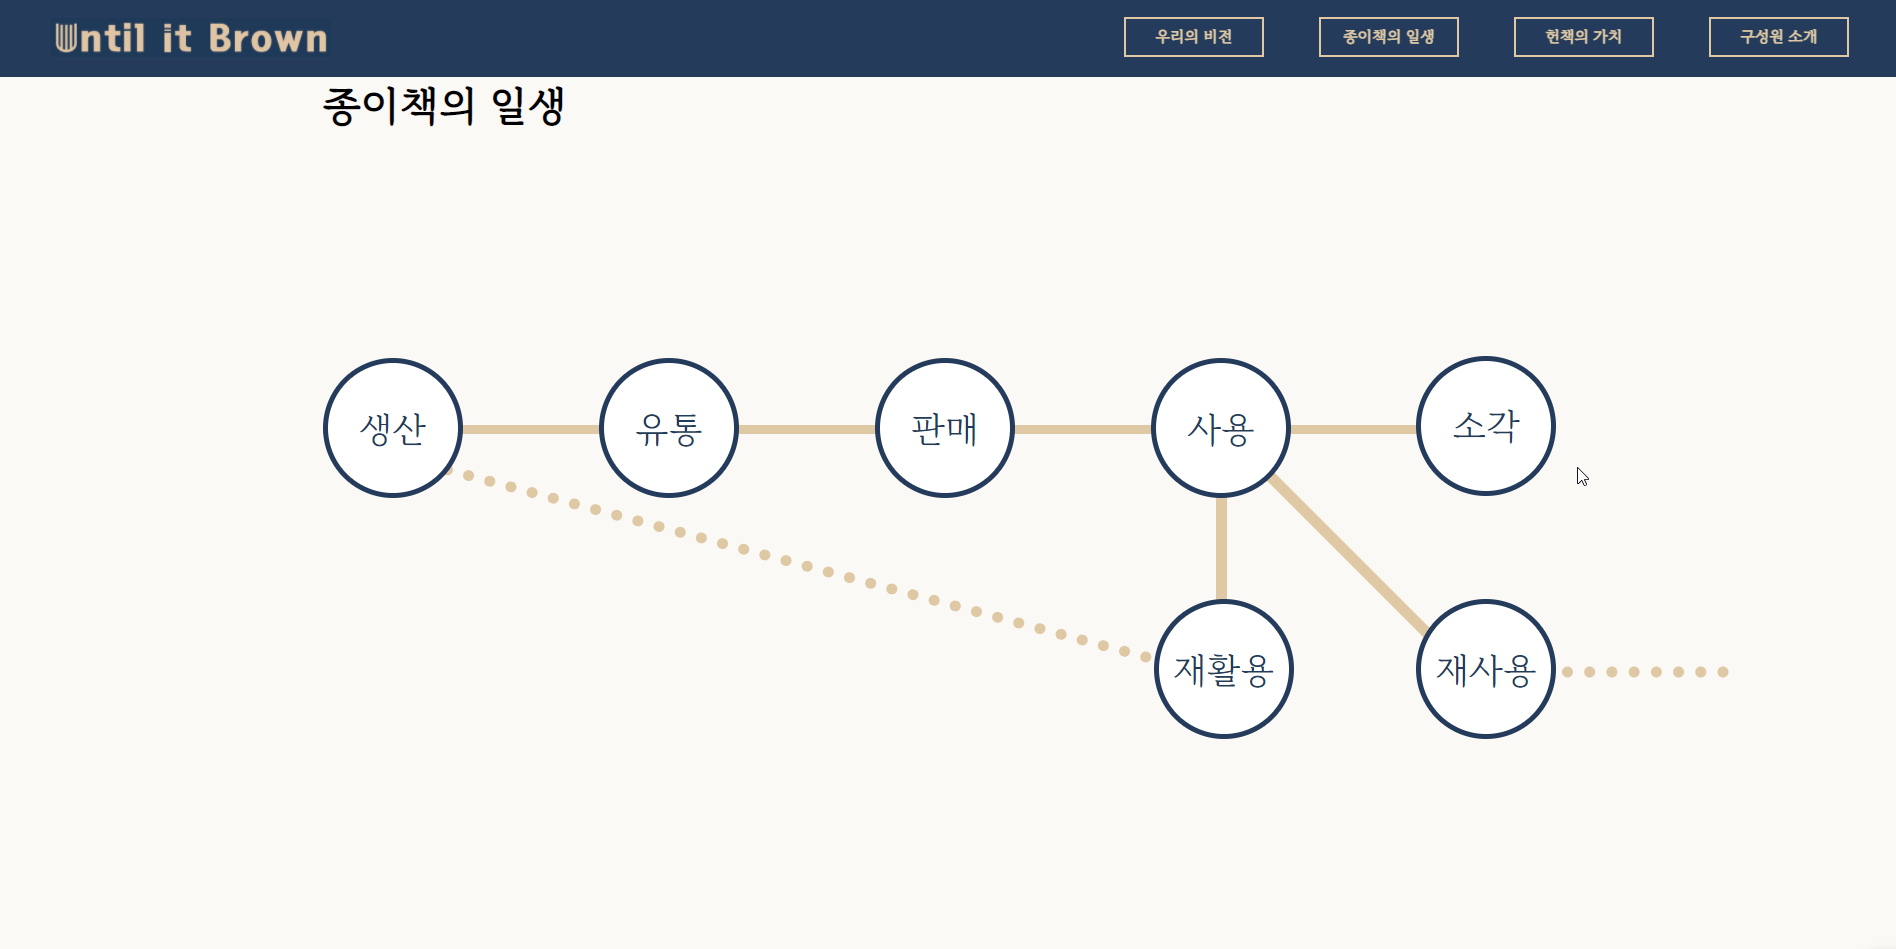 Until it Brown
우리의 비전
종이책의 일생
헌책의 가치
구성원 소개
종이책의 일생
생산
유통
판매
사용
소각
재활용
재사용